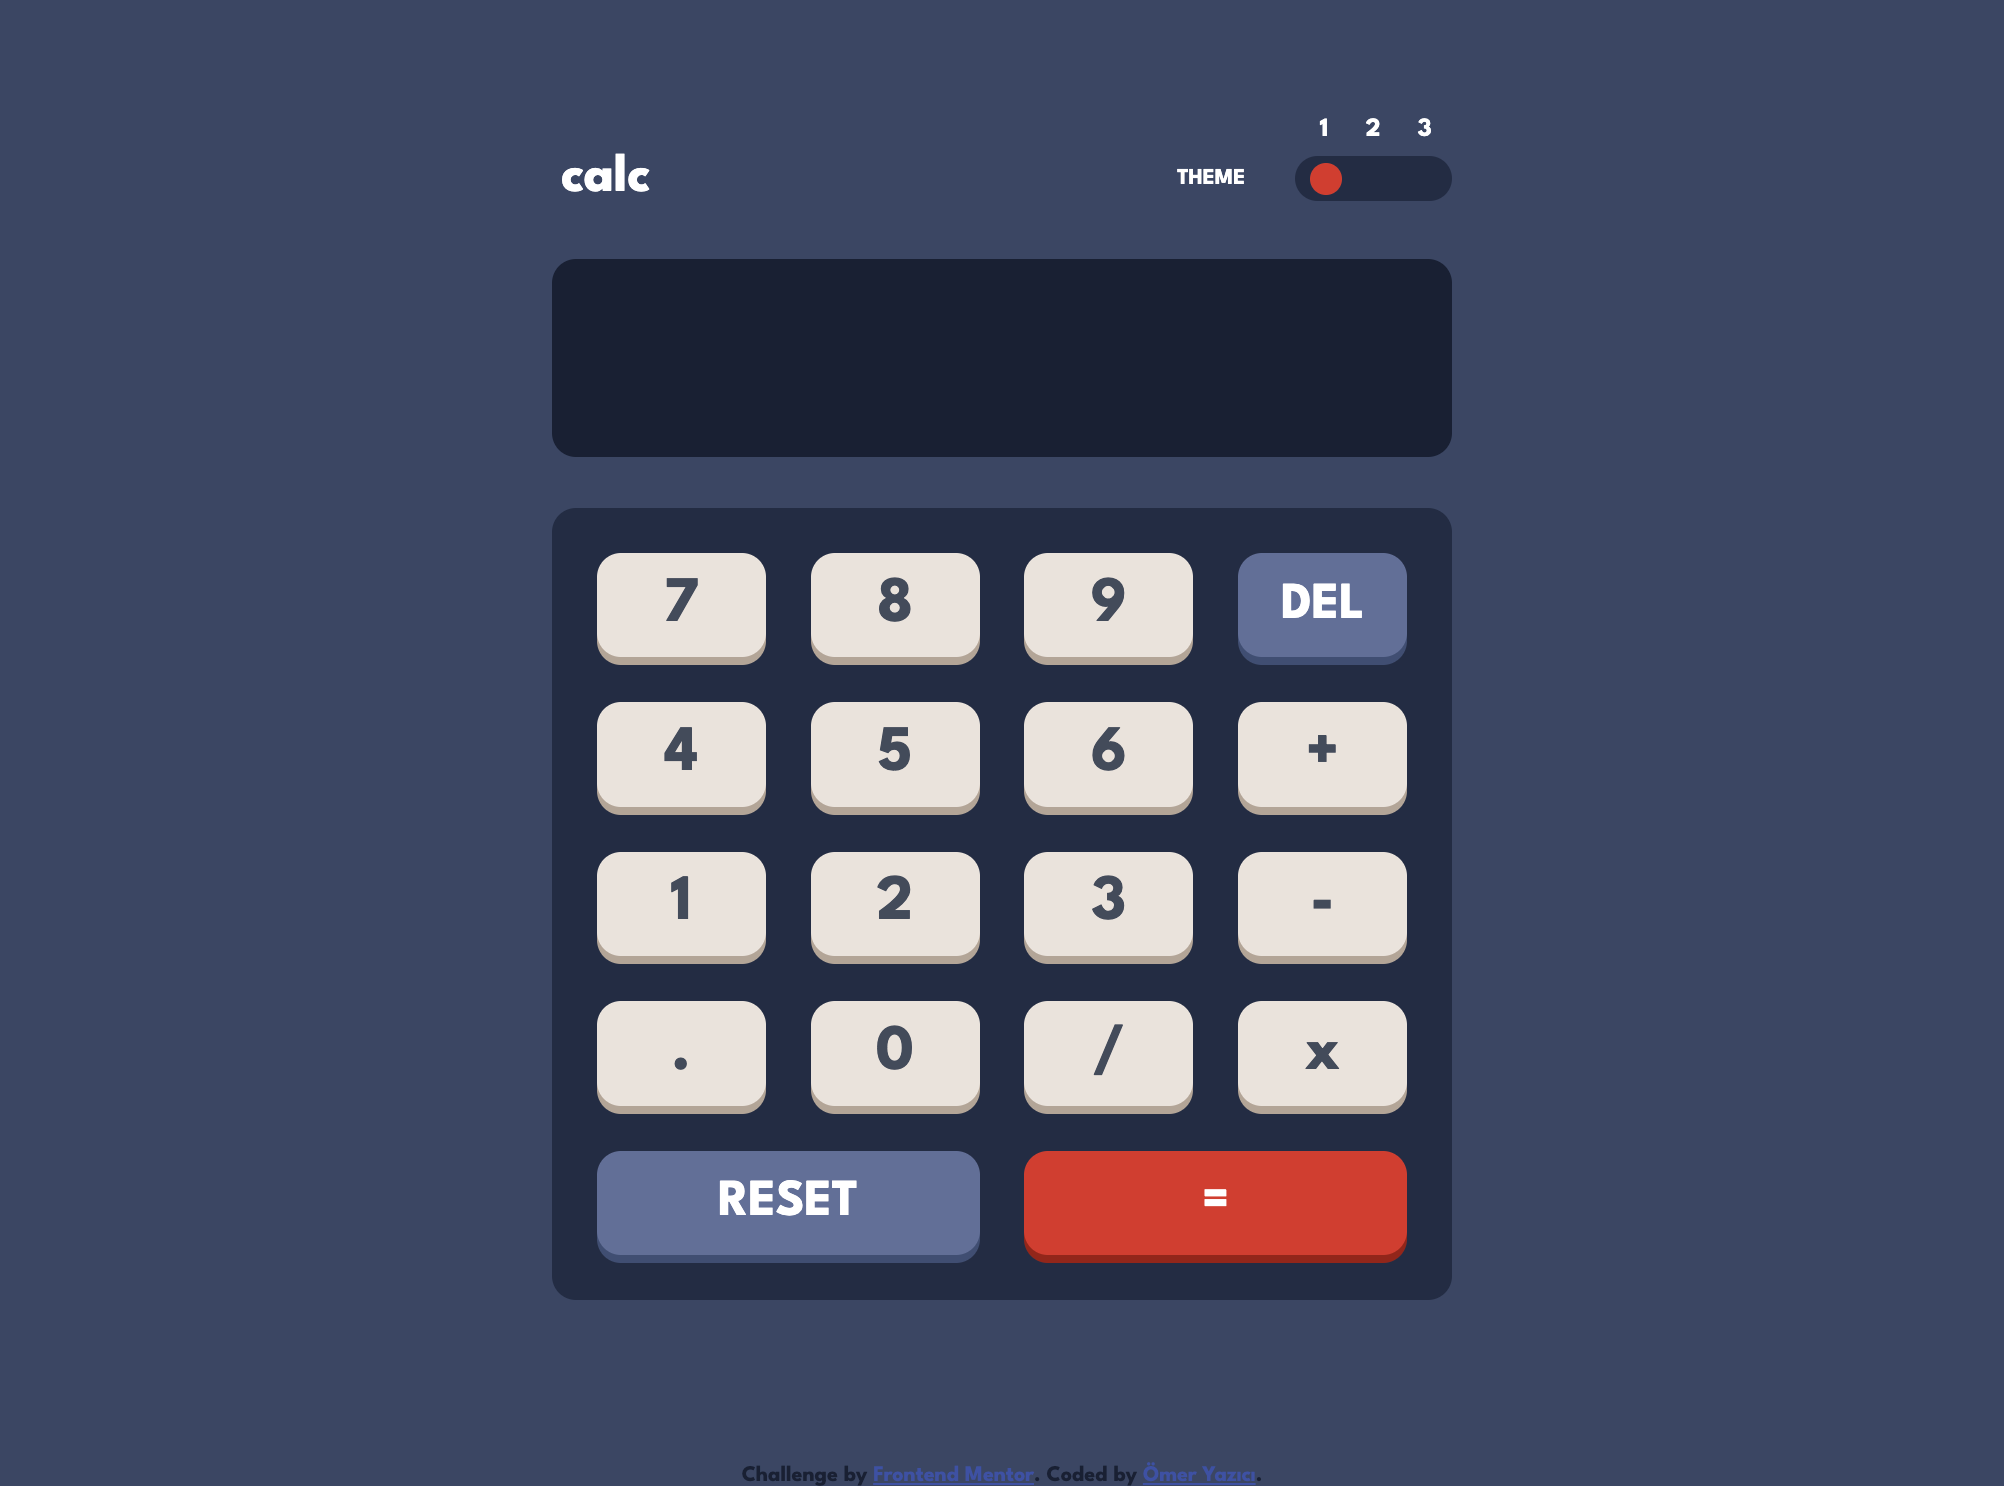 1 2 3
calc THEME
7 8 9 DEL
4 5 6 +
1 2 3 -
. 0 / x
RESET =
Challenge by Frontend Mentor. Coded by Ömer Yazıcı.